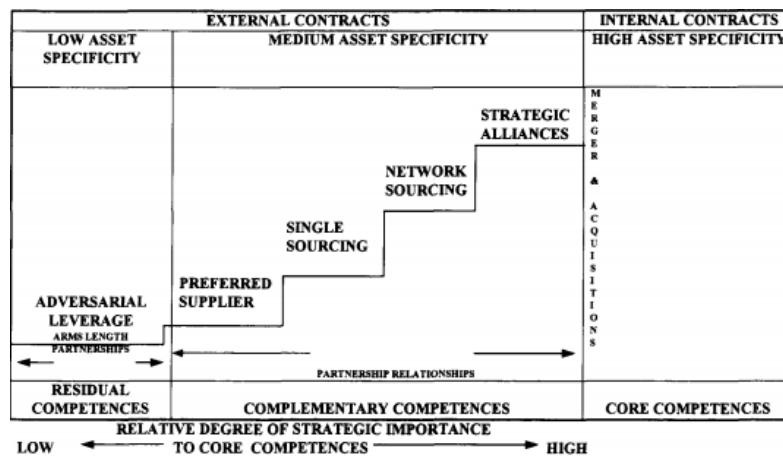 EXTERNAL CONTRACTS
INTERNAL CONTRACTS
LOW ASSET
SPECIFICITY
MEDIUM ASSET SPECIFICITY
HIGH ASSET SPECIFICITY
STRATEGIC
ALLIANCES
NETWORK
SOURCING
SINGLE
SOURCING
PREFERRED
SUPPLIER
ADVERSARIAL
LEVERAGE
ARMS LENGTH
PARTNERSHIPS
MERGER & ACQUISITIONS
PARTNERSHIP RELATIONSHIPS
RESIDUAL
COMPETENCES
COMPLEMENTARY COMPETENCES
CORE COMPETENCES
RELATIVE DEGREE OF STRATEGIC IMPORTANCE
LOW TO CORE COMPETENCES HIGH